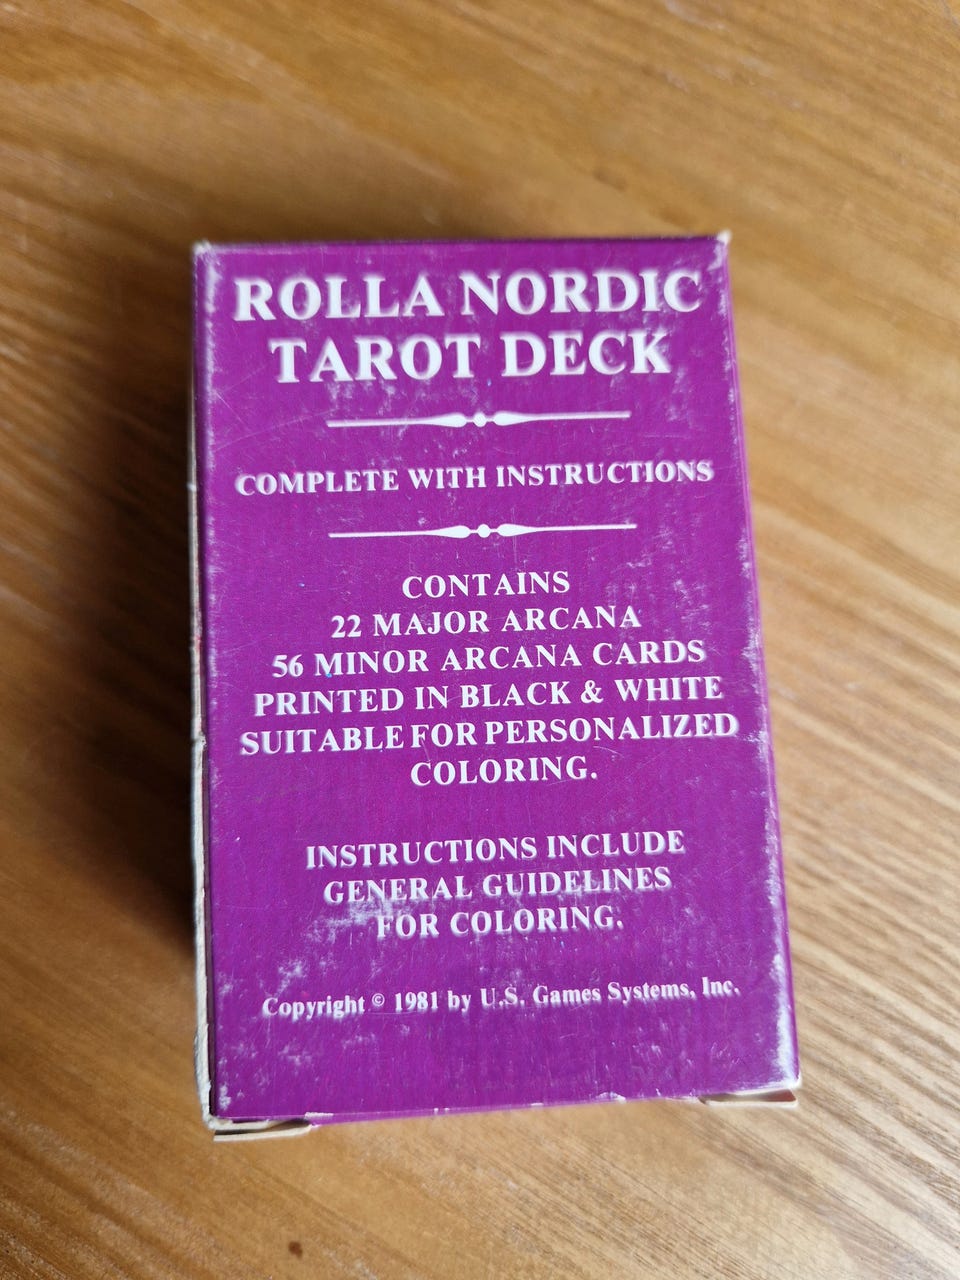 ROLLA NORDIC
TAROT DECK
COMPLETE WITH INSTRUCTIONS
CONTAINS
22 MAJOR ARCANA
56 MINOR ARCANA CARDS
PRINTED IN BLACK & WHITE
SUITABLE FOR PERSONALIZED
COLORING.
INSTRUCTIONS INCLUDE
GENERAL GUIDELINES
FOR COLORING.
Copyright © 1981 by U.S. Games Systems, Inc.